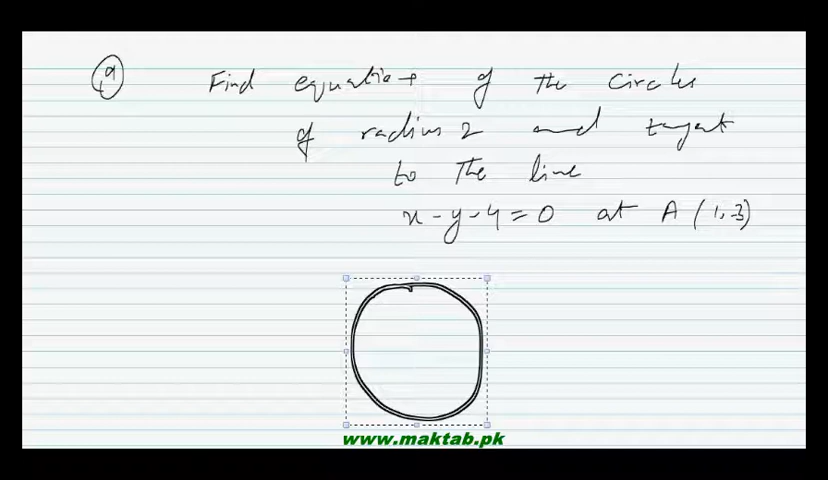 9
Find equation of the circles
of radius 2 and tangent
to the line
x-y-4=0 at A (1,-3)
www.maktab.pk